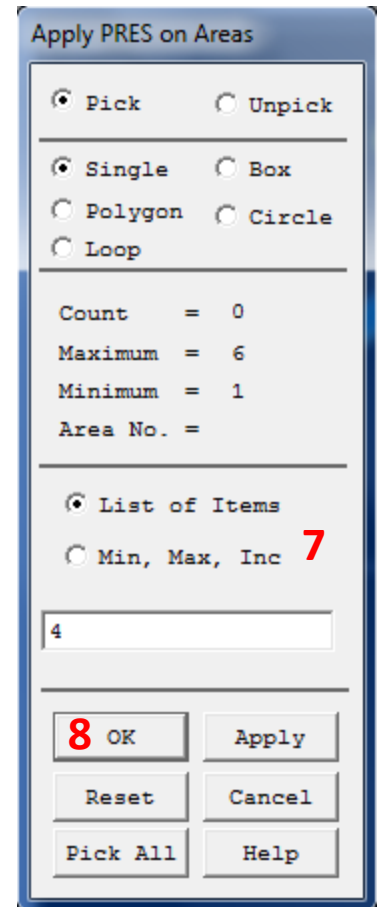 Apply PRES on Areas
Pick Unpick
Single Box
Polygon Circle
Loop
Count = 0
Maximum = 6
Minimum = 1
Area No. =
List of Items
Min, Max, Inc 7
4
8 OK Apply
Reset Cancel
Pick All Help